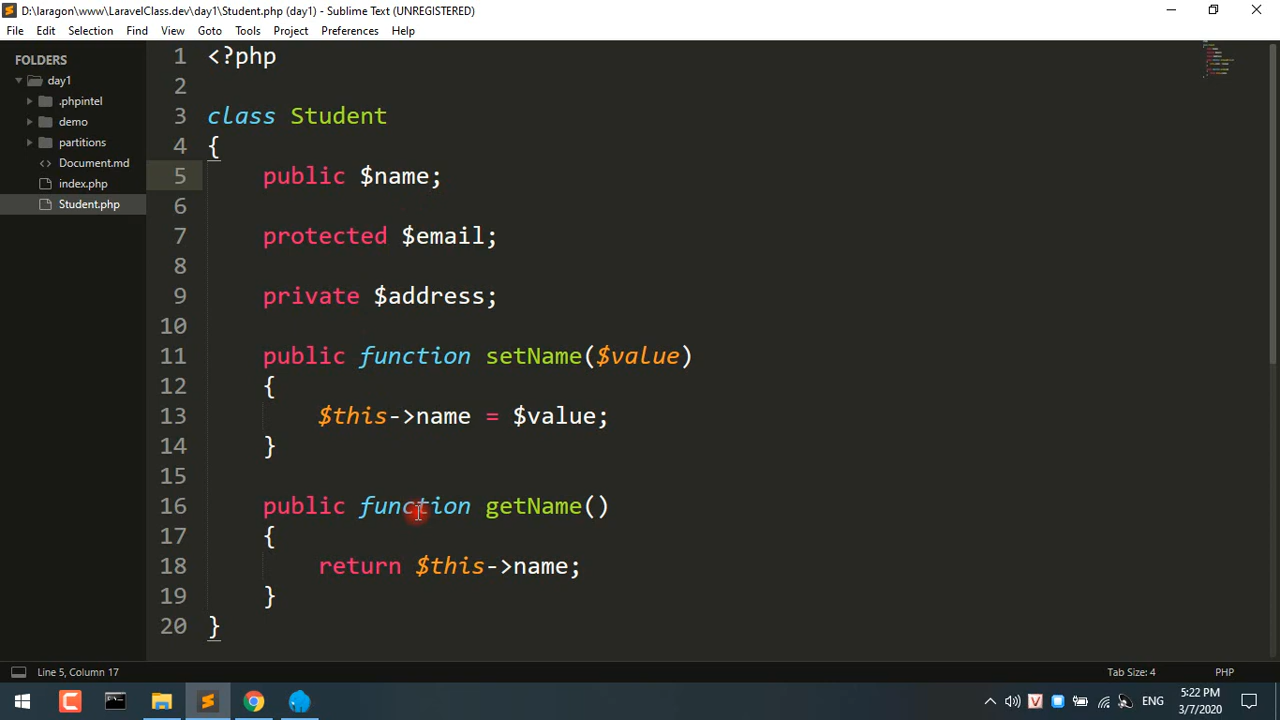 D:\laragon\www\LaravelClass.dev\day1\Student.php (day1) - Sublime Text (UNREGISTERED)
File Edit Selection Find View Goto Tools Project Preferences Help
FOLDERS
day1
.phpintel
demo
partitions
Document.md
index.php
Student.php
1 <?php
2
3 class Student
4 {
5     public $name;
6
7     protected $email;
8
9     private $address;
10
11     public function setName($value)
12     {
13         $this->name = $value;
14     }
15
16     public function getName()
17     {
18         return $this->name;
19     }
20 }
Line 5, Column 17 Tab Size: 4 PHP
ENG
5:22 PM
3/7/2020